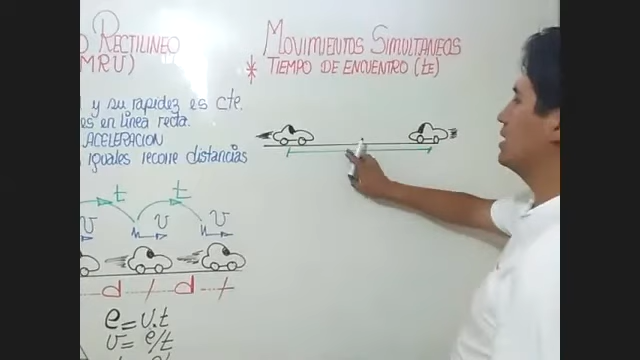 O RECTILINEO
(MRU)
y su rapidez es cte.
es en linea recta.
ACELERACION
iguales recorre distancias
t t
v v v
d d
e=v.t
v=e/t
MOVIMIENTOS SIMULTANEOS
* TIEMPO DE ENCUENTRO (tE)